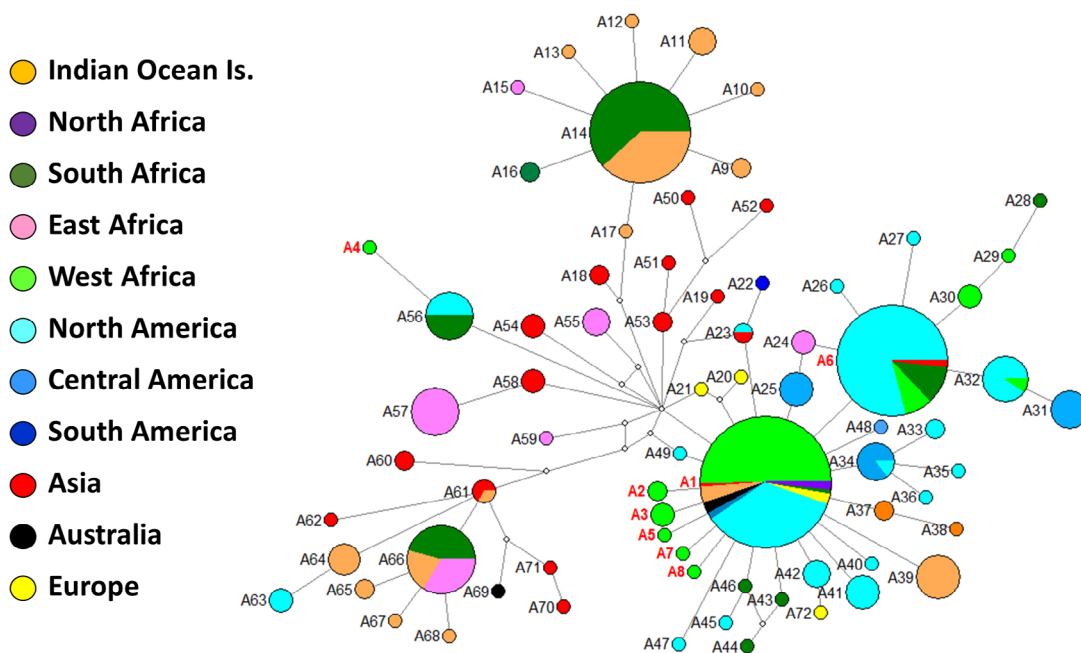 Indian Ocean Is.
North Africa
South Africa
East Africa
West Africa
North America
Central America
South America
Asia
Australia
Europe
A12
A11
A13
A15
A10
A14
A16
A9
A50
A52
A28
A17
A4
A27
A29
A51
A18
A19
A22
A26
A30
A56
A54
A55
A53
A23
A24
A6
A32
A58
A21
A20
A25
A31
A57
A48
A33
A59
A49
A34
A60
A35
A1
A61
A2
A36
A62
A3
A37
A5
A38
A64
A66
A7
A40
A71
A8
A42
A39
A65
A69
A46
A41
A63
A43
A70
A67
A45
A72
A68
A47
A44